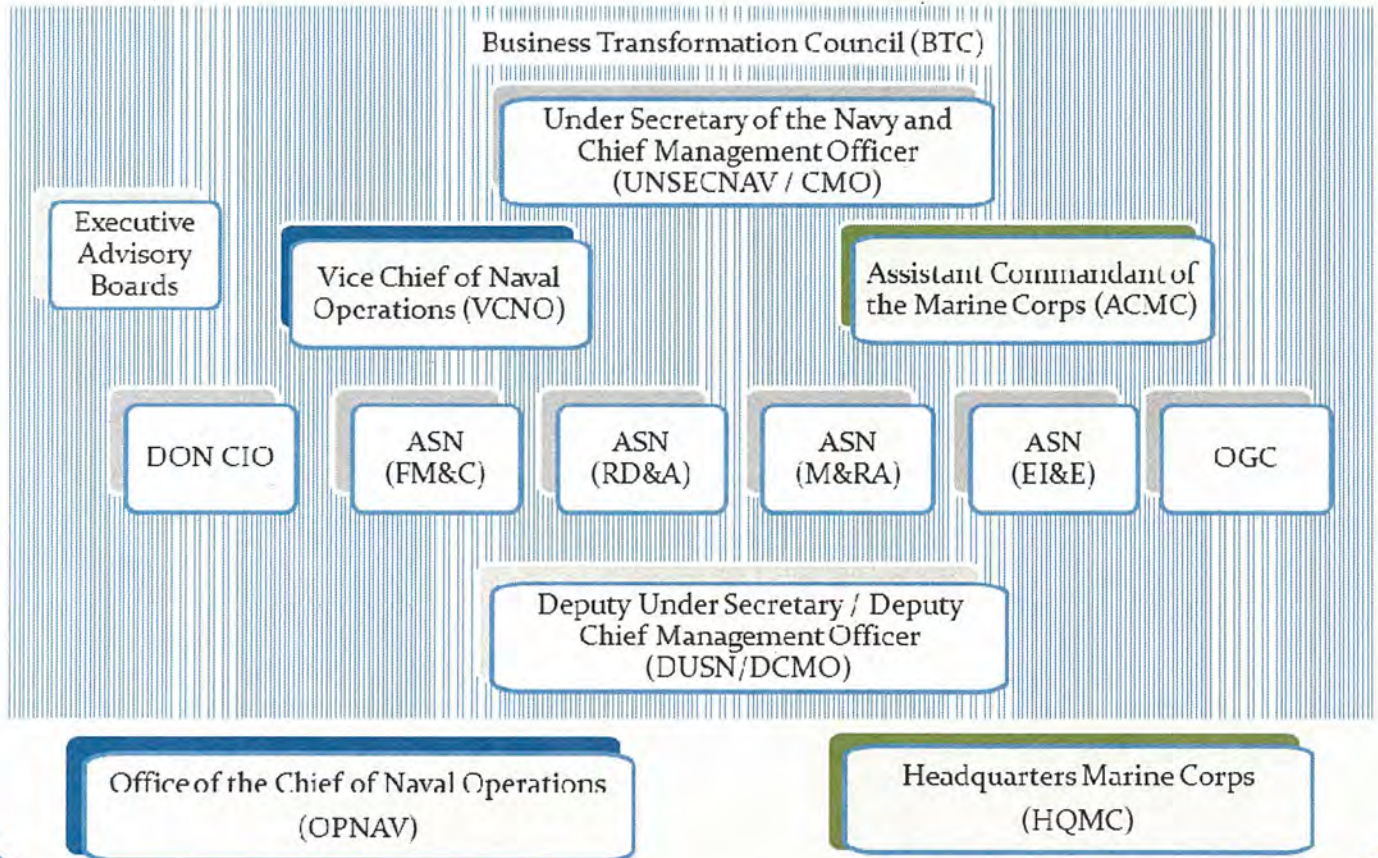 Business Transformation Council (BTC)
Under Secretary of the Navy and
Chief Management Officer
(UNSECNAV / CMO)
Executive
Advisory
Boards
Vice Chief of Naval
Operations (VCNO)
Assistant Commandant of
the Marine Corps (ACMC)
DON CIO
ASN
(FM&C)
ASN
(RD&A)
ASN
(M&RA)
ASN
(EI&E)
OGC
Deputy Under Secretary / Deputy
Chief Management Officer
(DUSN/DCMO)
Office of the Chief of Naval Operations
(OPNAV)
Headquarters Marine Corps
(HQMC)